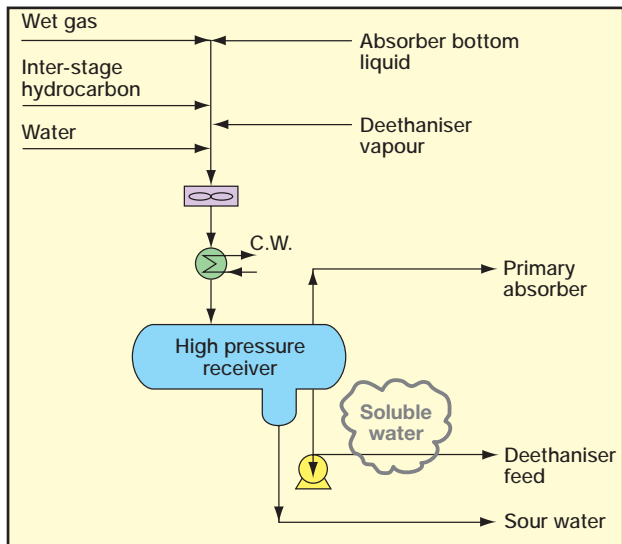 Wet gas
Absorber bottom
liquid
Inter-stage
hydrocarbon
Deethaniser
vapour
Water
C.W.
Primary
absorber
High pressure
receiver
Soluble
water
Deethaniser
feed
Sour water